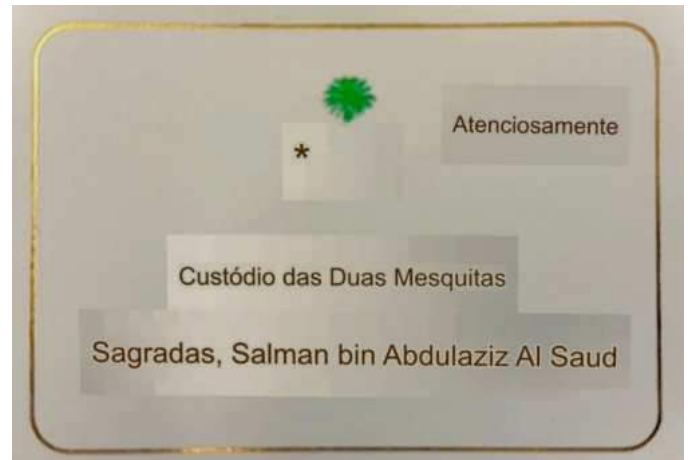 Atenciosamente
*
Custódio das Duas Mesquitas
Sagradas, Salman bin Abdulaziz Al Saud